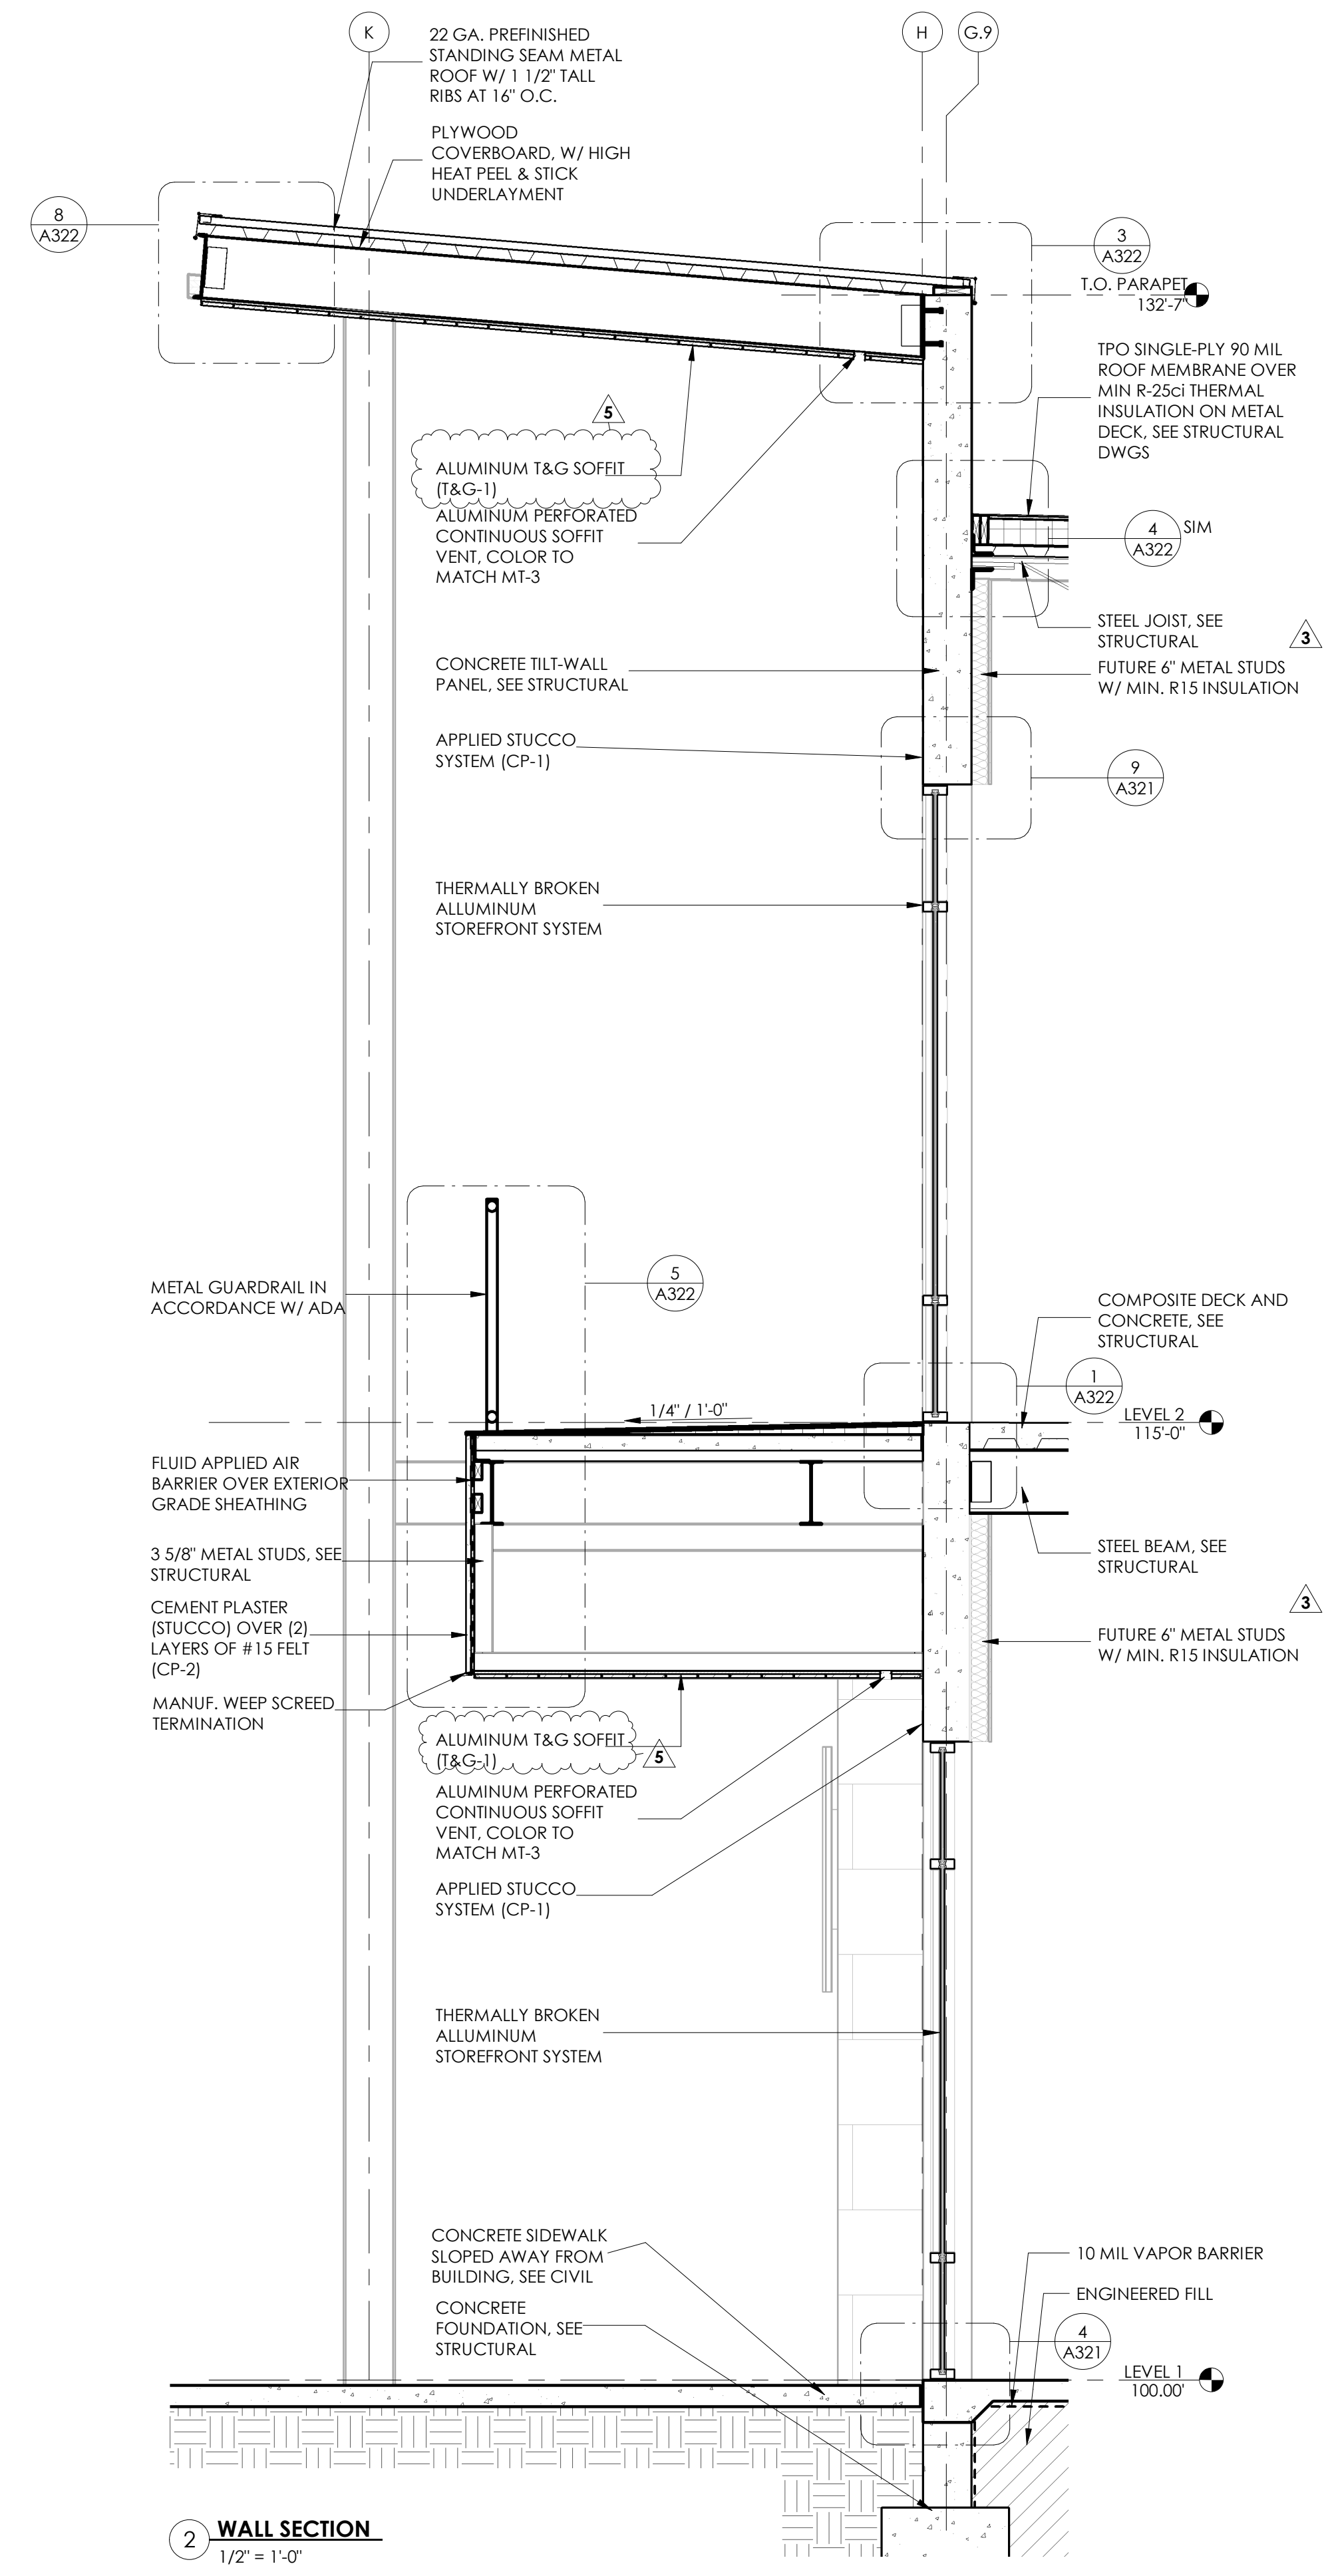 K
H
G.9
22 GA. PREFINISHED
STANDING SEAM METAL
ROOF W/ 1 1/2" TALL
RIBS AT 16" O.C.
PLYWOOD
COVERBOARD, W/ HIGH
HEAT PEEL & STICK
UNDERLAYMENT
8
A322
3
A322
T.O. PARAPET
132'-7"
TPO SINGLE-PLY 90 MIL
ROOF MEMBRANE OVER
MIN R-25ci THERMAL
INSULATION ON METAL
DECK, SEE STRUCTURAL
DWGS
5
ALUMINUM T&G SOFFIT
(T&G-1)
ALUMINUM PERFORATED
CONTINUOUS SOFFIT
VENT, COLOR TO
MATCH MT-3
4
A322
SIM
STEEL JOIST, SEE
STRUCTURAL
3
CONCRETE TILT-WALL
PANEL, SEE STRUCTURAL
FUTURE 6" METAL STUDS
W/ MIN. R15 INSULATION
APPLIED STUCCO
SYSTEM (CP-1)
9
A321
THERMALLY BROKEN
ALLUMINUM
STOREFRONT SYSTEM
METAL GUARDRAIL IN
ACCORDANCE W/ ADA
5
A322
COMPOSITE DECK AND
CONCRETE, SEE
STRUCTURAL
1
A322
1/4" / 1'-0"
LEVEL 2
115'-0"
FLUID APPLIED AIR
BARRIER OVER EXTERIOR
GRADE SHEATHING
3 5/8" METAL STUDS, SEE
STRUCTURAL
STEEL BEAM, SEE
STRUCTURAL
3
CEMENT PLASTER
(STUCCO) OVER (2)
LAYERS OF #15 FELT
(CP-2)
FUTURE 6" METAL STUDS
W/ MIN. R15 INSULATION
MANUF. WEEP SCREED
TERMINATION
ALUMINUM T&G SOFFIT
(T&G-1)
5
ALUMINUM PERFORATED
CONTINUOUS SOFFIT
VENT, COLOR TO
MATCH MT-3
APPLIED STUCCO
SYSTEM (CP-1)
THERMALLY BROKEN
ALLUMINUM
STOREFRONT SYSTEM
CONCRETE SIDEWALK
SLOPED AWAY FROM
BUILDING, SEE CIVIL
10 MIL VAPOR BARRIER
ENGINEERED FILL
CONCRETE
FOUNDATION, SEE
STRUCTURAL
4
A321
LEVEL 1
100.00'
2
WALL SECTION
1/2" = 1'-0"